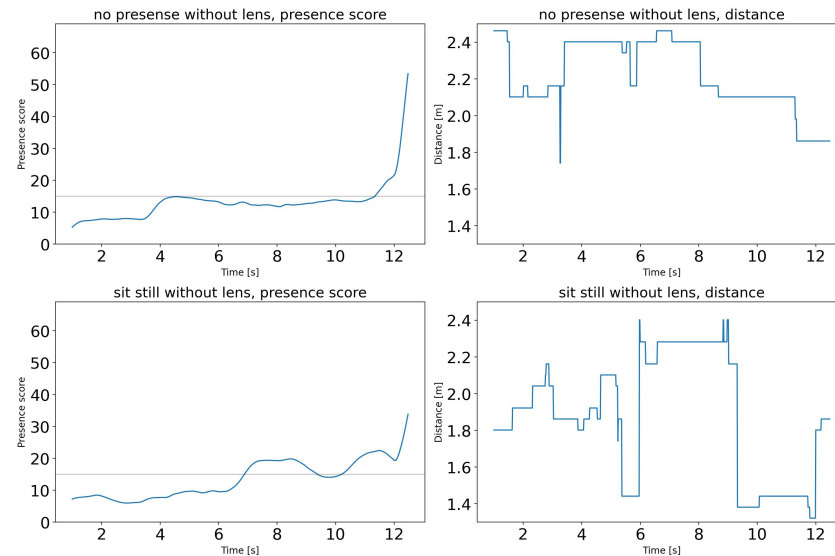 no presense without lens, presence score
Presence score
60
50
40
30
20
10
0
2 4 6 8 10 12
Time [s]
no presense without lens, distance
Distance [m]
2.4
2.2
2.0
1.8
1.6
1.4
2 4 6 8 10 12
Time [s]
sit still without lens, presence score
Presence score
60
50
40
30
20
10
0
2 4 6 8 10 12
Time [s]
sit still without lens, distance
Distance [m]
2.4
2.2
2.0
1.8
1.6
1.4
2 4 6 8 10 12
Time [s]